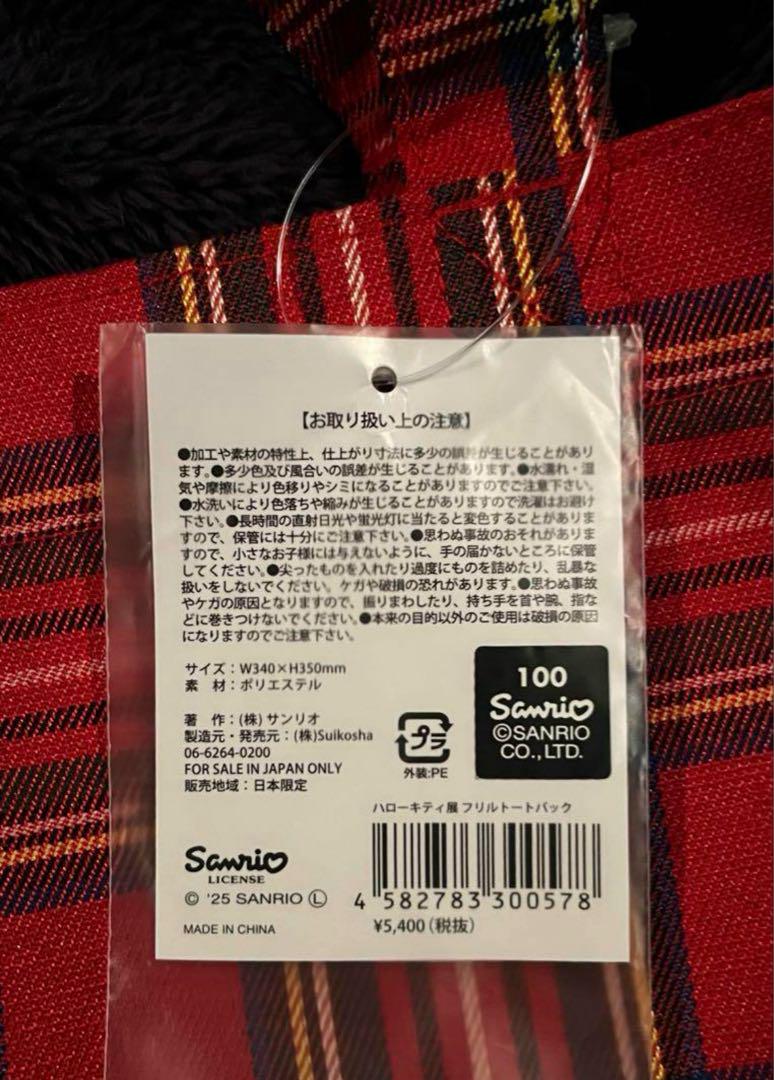 【お取り扱い上の注意】
●加工や素材の特性上、仕上がり寸法に多少の誤差が生じることがあり
ます。●多少色及び風合いの誤差が生じることがあります。●水濡れ・湿
気や摩擦により色移りやシミになることがありますのでご注意下さい。
●水洗いにより色落ちや縮みが生じることがありますので洗濯はお避け
下さい。●長時間の直射日光や蛍光灯に当たると変色することがありま
すので、保管には十分にご注意下さい。●思わぬ事故のおそれがありま
すので、小さなお子様には与えないように、手の届かないところに保管
してください。●尖ったものを入れたり過度にものを詰めたり、乱暴な
扱いをしないでください。ケガや破損の恐れがあります。●思わぬ事故
やケガの原因となりますので、振りまわしたり、持ち手を首や腕、指な
どに巻きつけないでください。●本来の目的以外のご使用は破損の原因
になりますのでご注意下さい。
サイズ：W340×H350mm
素　材：ポリエステル
著　作：(株) サンリオ
製造元・発売元：(株)Suikosha
06-6264-0200
FOR SALE IN JAPAN ONLY
販売地域：日本限定
プラ
外装:PE
100
Sanrio
©SANRIO
CO.,LTD.
ハローキティ展 フリルトートバック
Sanrio
LICENSE
© '25 SANRIO Ⓛ
MADE IN CHINA
4 582783 300578
¥5,400（税抜）